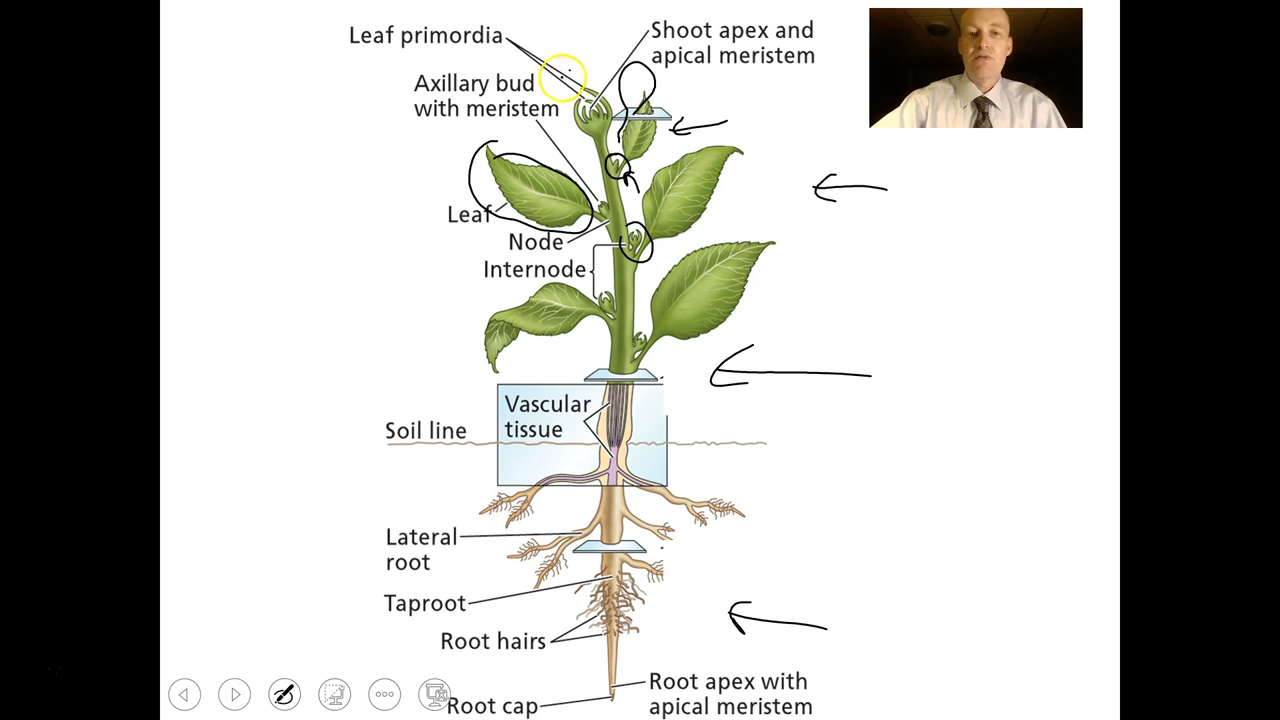 Leaf primordia
Shoot apex and
apical meristem
Axillary bud
with meristem
Leaf
Node
Internode
Vascular
tissue
Soil line
Lateral
root
Taproot
Root hairs
Root apex with
apical meristem
Root cap